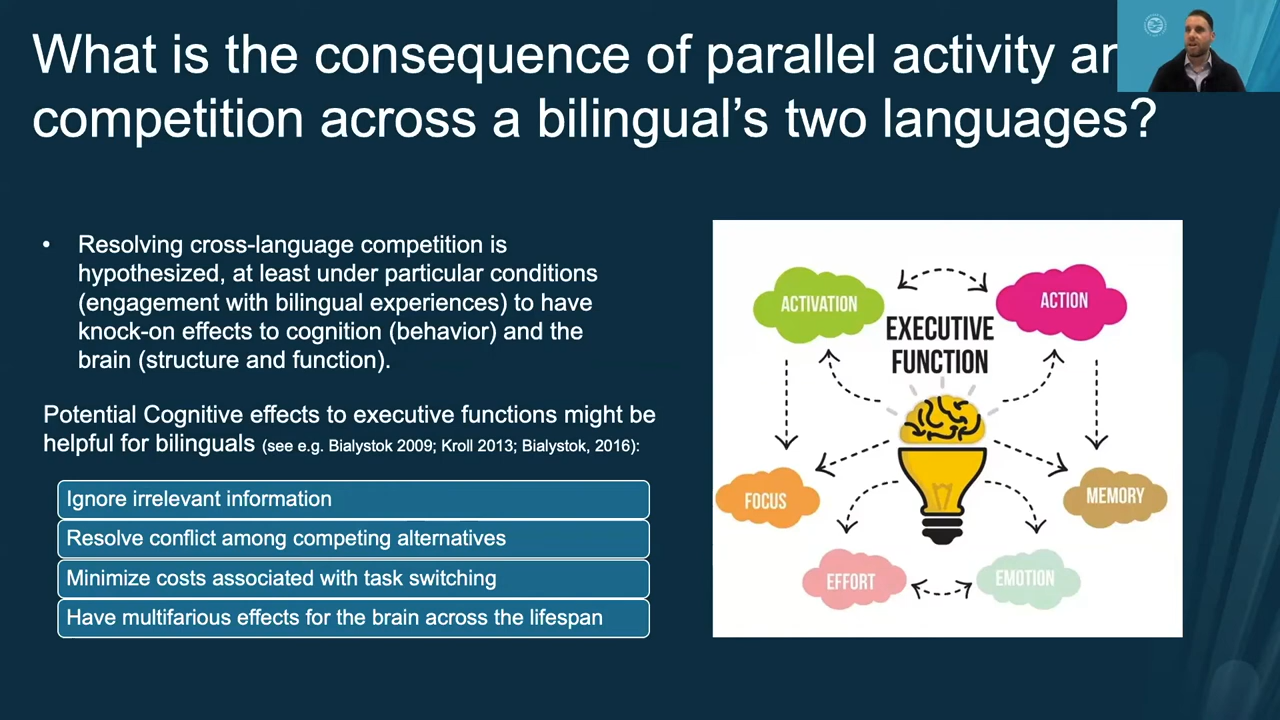 What is the consequence of parallel activity
competition across a bilingual's two languages?
• Resolving cross-language competition is
hypothesized, at least under particular conditions
(engagement with bilingual experiences) to have
knock-on effects to cognition (behavior) and the
brain (structure and function).
Potential Cognitive effects to executive functions might be
helpful for bilinguals (see e.g. Bialystok 2009; Kroll 2013; Bialystok, 2016):
Ignore irrelevant information
Resolve conflict among competing alternatives
Minimize costs associated with task switching
Have multifarious effects for the brain across the lifespan
EXECUTIVE
FUNCTION
ACTIVATION
ACTION
FOCUS
MEMORY
EFFORT
EMOTION